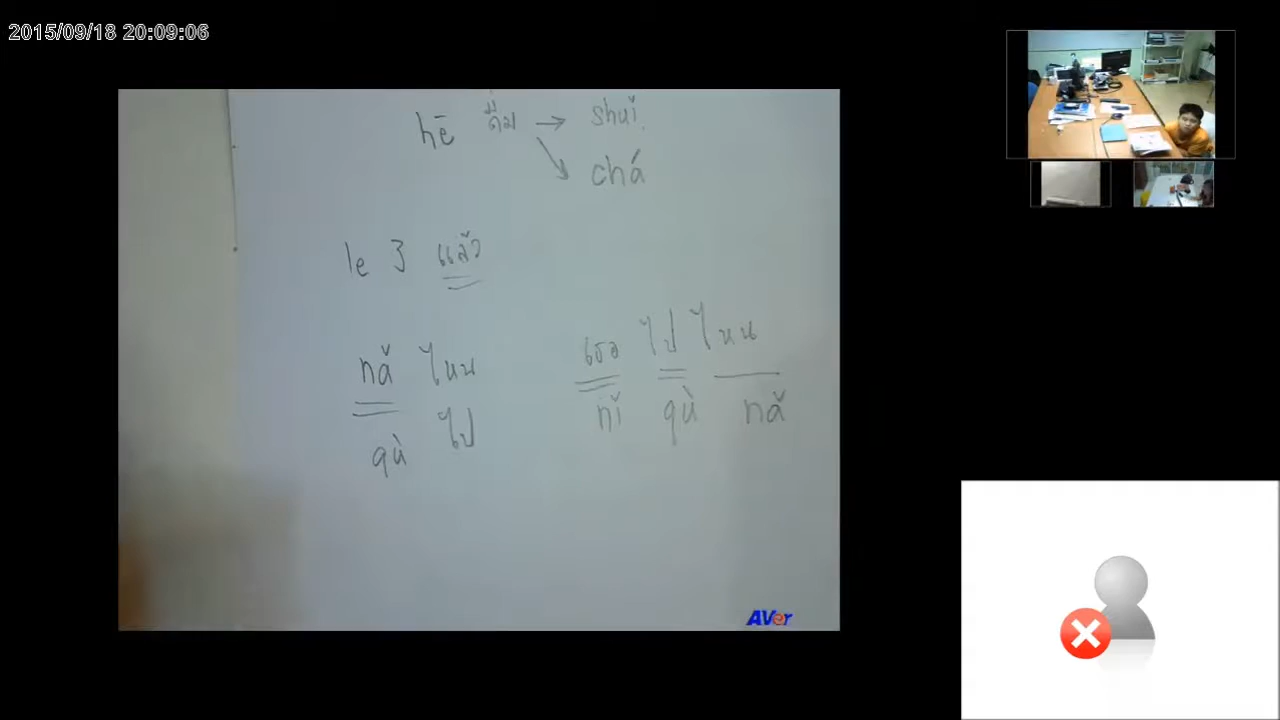 2015/09/18 20:09:06
hē ดื่ม → shuǐ
chá
le 3 แล้ว
nǎ ไหน
qù ไป
เธอ ไป ไหน
nǐ qù nǎ
AVer